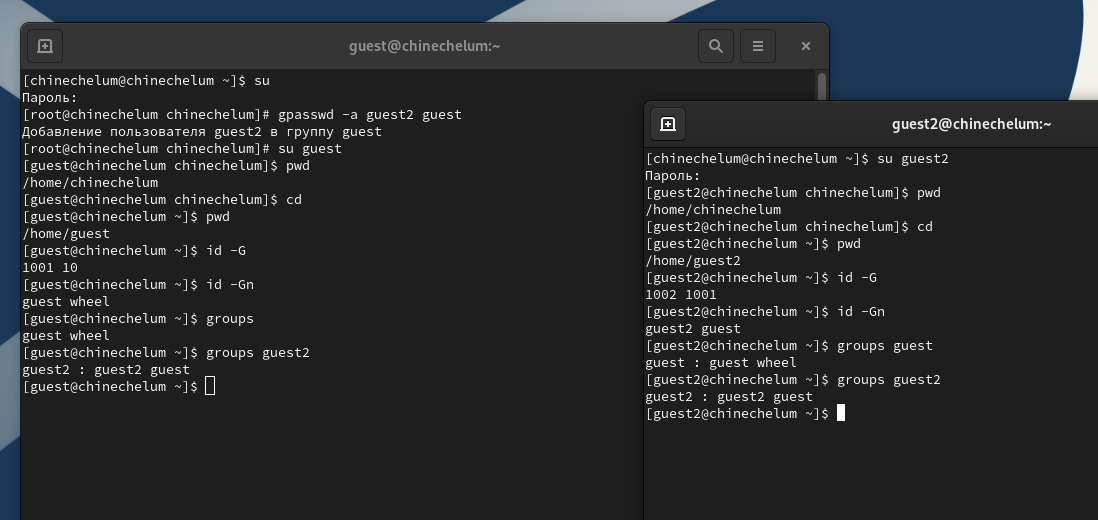 guest@chinechelum:~
[chinechelum@chinechelum ~]$ su
Пароль:
[root@chinechelum chinechelum]# gpasswd -a guest2 guest
Добавление пользователя guest2 в группу guest
[root@chinechelum chinechelum]# su guest
[guest@chinechelum chinechelum]$ pwd
/home/chinechelum
[guest@chinechelum chinechelum]$ cd
[guest@chinechelum ~]$ pwd
/home/guest
[guest@chinechelum ~]$ id -G
1001 10
[guest@chinechelum ~]$ id -Gn
guest wheel
[guest@chinechelum ~]$ groups
guest wheel
[guest@chinechelum ~]$ groups guest2
guest2 : guest2 guest
[guest@chinechelum ~]$
guest2@chinechelum:~
[chinechelum@chinechelum ~]$ su guest2
Пароль:
[guest2@chinechelum chinechelum]$ pwd
/home/chinechelum
[guest2@chinechelum chinechelum]$ cd
[guest2@chinechelum ~]$ pwd
/home/guest2
[guest2@chinechelum ~]$ id -G
1002 1001
[guest2@chinechelum ~]$ id -Gn
guest2 guest
[guest2@chinechelum ~]$ groups guest
guest : guest wheel
[guest2@chinechelum ~]$ groups guest2
guest2 : guest2 guest
[guest2@chinechelum ~]$